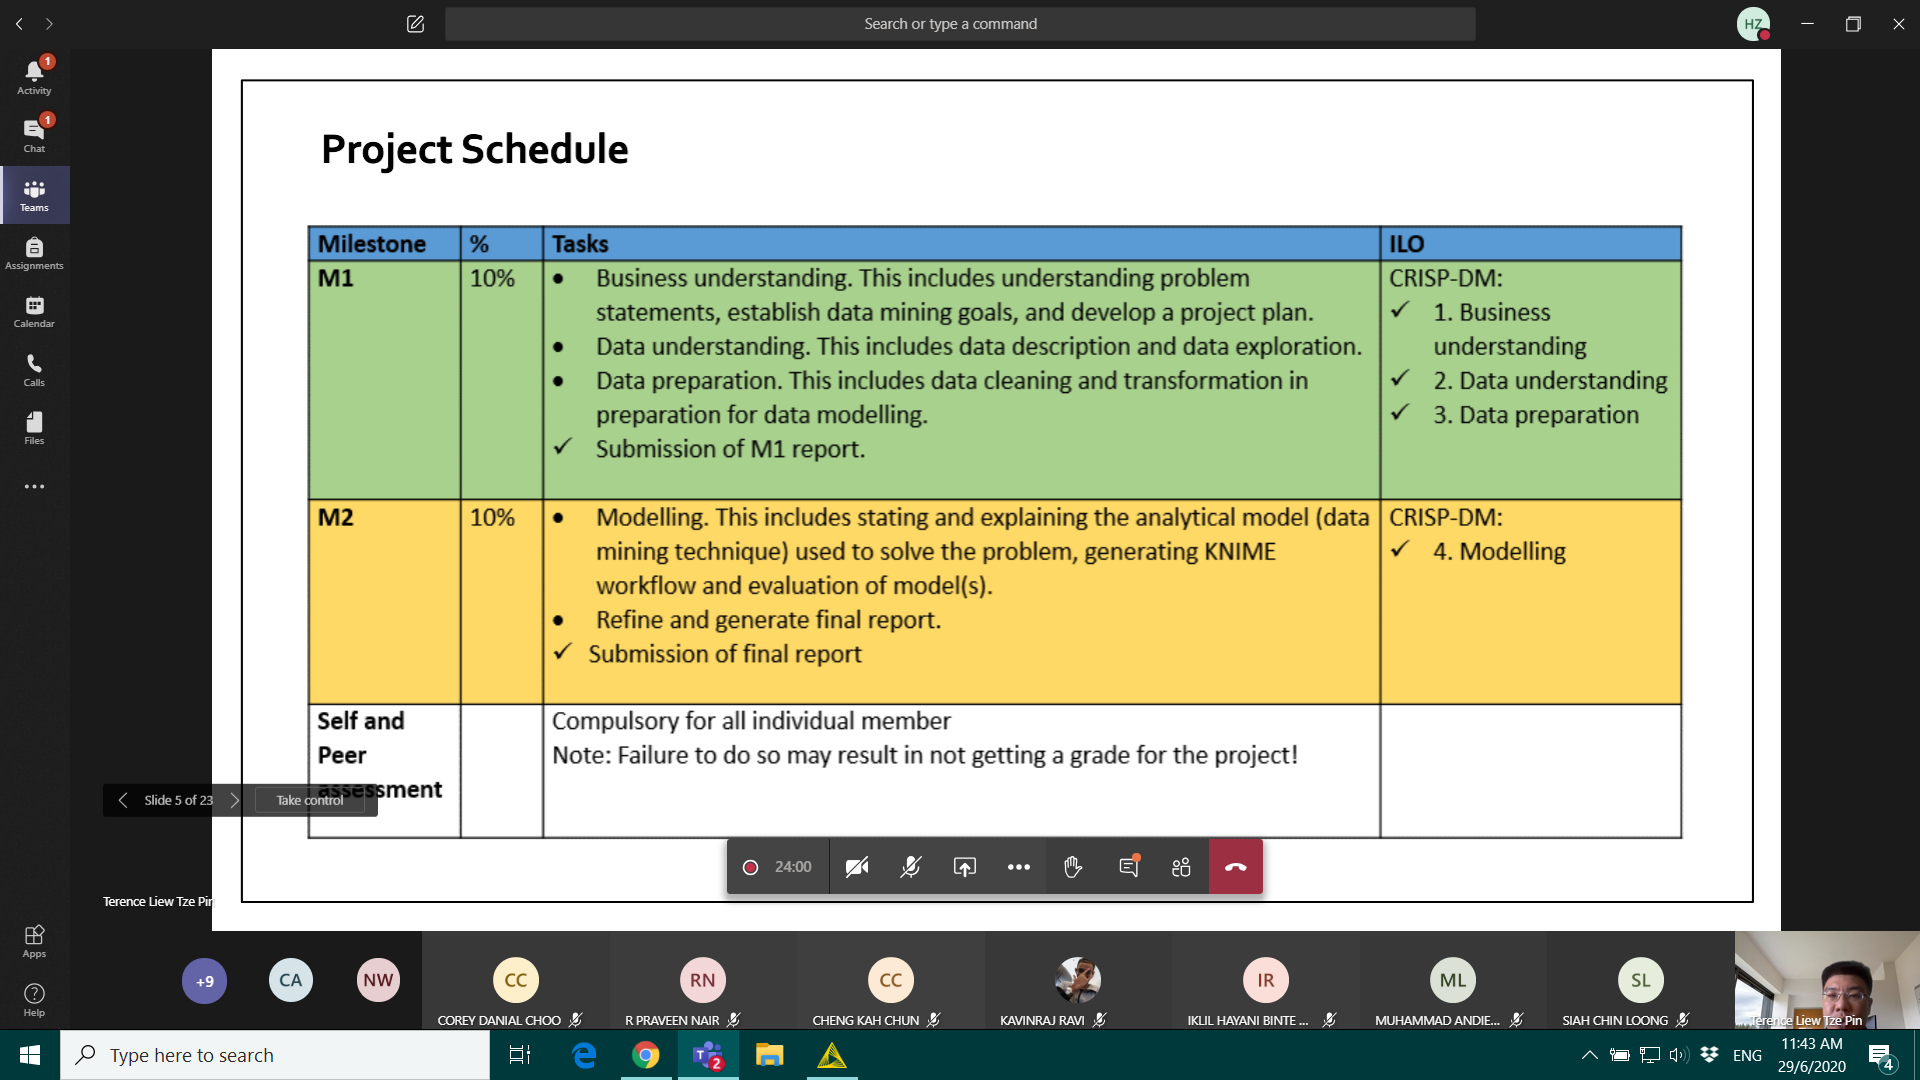 Search or type a command
HZ
1
Activity
1
Chat
Teams
Assignments
Calendar
Calls
Files
Apps
Help
Project Schedule
Milestone % Tasks ILO
M1 10% • Business understanding. This includes understanding problem
statements, establish data mining goals, and develop a project plan.
• Data understanding. This includes data description and data exploration.
• Data preparation. This includes data cleaning and transformation in
preparation for data modelling.
✓ Submission of M1 report.
CRISP-DM:
✓ 1. Business
understanding
✓ 2. Data understanding
✓ 3. Data preparation
M2 10% • Modelling. This includes stating and explaining the analytical model (data
mining technique) used to solve the problem, generating KNIME
workflow and evaluation of model(s).
• Refine and generate final report.
✓ Submission of final report
CRISP-DM:
✓ 4. Modelling
Self and
Peer
assessment
Compulsory for all individual member
Note: Failure to do so may result in not getting a grade for the project!
Slide 5 of 23
Take control
24:00
Terence Liew Tze Pin
+9
CA
NW
CC
COREY DANIAL CHOO
RN
R PRAVEEN NAIR
CC
CHENG KAH CHUN
KAVINRAJ RAVI
IR
IKLIL HAYANI BINTE ...
ML
MUHAMMAD ANDIE...
SL
SIAH CHIN LOONG
Terence Liew Tze Pin
Type here to search
2
ENG
11:43 AM
29/6/2020
4